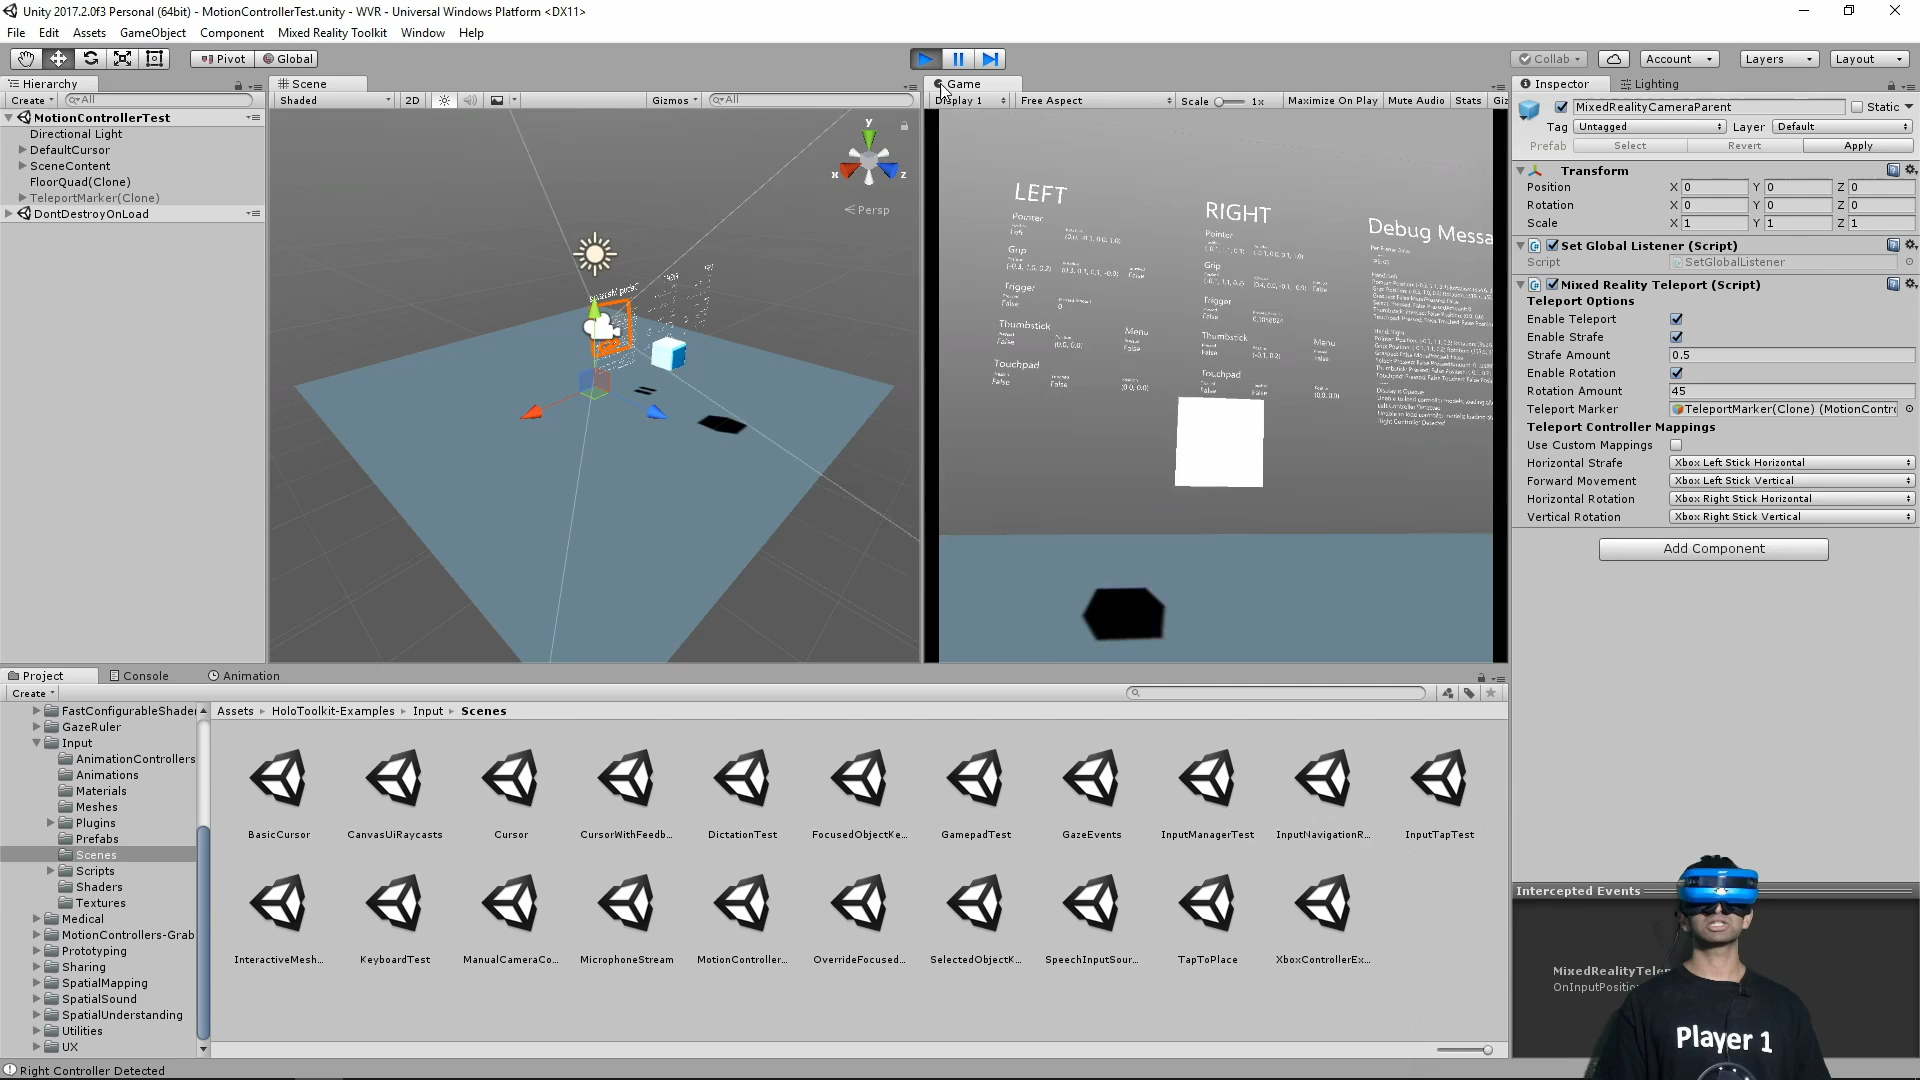 Unity 2017.2.0f3 Personal (64bit) - MotionControllerTest.unity - WVR - Universal Windows Platform <DX11>
File Edit Assets GameObject Component Mixed Reality Toolkit Window Help
Pivot Global Collab Account Layers Layout
Hierarchy
Create All
MotionControllerTest
Directional Light
DefaultCursor
SceneContent
FloorQuad(Clone)
TeleportMarker(Clone)
DontDestroyOnLoad
Scene
Shaded 2D Gizmos All
y
x z
Persp
Game
Display 1 Free Aspect Scale 1x Maximize On Play Mute Audio Stats Giz
LEFT
Pointer
Grip
Trigger
Thumbstick Menu
Touchpad
RIGHT
Pointer
Grip
Trigger
Thumbstick Menu
Touchpad
Debug Messa
Inspector Lighting
MixedRealityCameraParent Static
Tag Untagged Layer Default
Prefab Select Revert Apply
Transform
Position X 0 Y 0 Z 0
Rotation X 0 Y 0 Z 0
Scale X 1 Y 1 Z 1
Set Global Listener (Script)
Script SetGlobalListener
Mixed Reality Teleport (Script)
Teleport Options
Enable Teleport
Enable Strafe
Strafe Amount 0.5
Enable Rotation
Rotation Amount 45
Teleport Marker TeleportMarker(Clone) (MotionContro
Teleport Controller Mappings
Use Custom Mappings
Horizontal Strafe Xbox Left Stick Horizontal
Forward Movement Xbox Left Stick Vertical
Horizontal Rotation Xbox Right Stick Horizontal
Vertical Rotation Xbox Right Stick Vertical
Add Component
Project Console Animation
Create
FastConfigurableShader
GazeRuler
Input
AnimationControllers
Animations
Materials
Meshes
Plugins
Prefabs
Scenes
Scripts
Shaders
Textures
Medical
MotionControllers-Grab
Prototyping
Sharing
SpatialMapping
SpatialSound
SpatialUnderstanding
Utilities
UX
Assets HoloToolkit-Examples Input Scenes
BasicCursor CanvasUiRaycasts Cursor CursorWithFeedb... DictationTest FocusedObjectKe... GamepadTest GazeEvents InputManagerTest InputNavigationR... InputTapTest
InteractiveMesh... KeyboardTest ManualCameraCo... MicrophoneStream MotionController... OverrideFocused... SelectedObjectK... SpeechInputSour... TapToPlace XboxControllerEx...
Intercepted Events
MixedRealityTelep
OnInputPositio
Player 1
Right Controller Detected